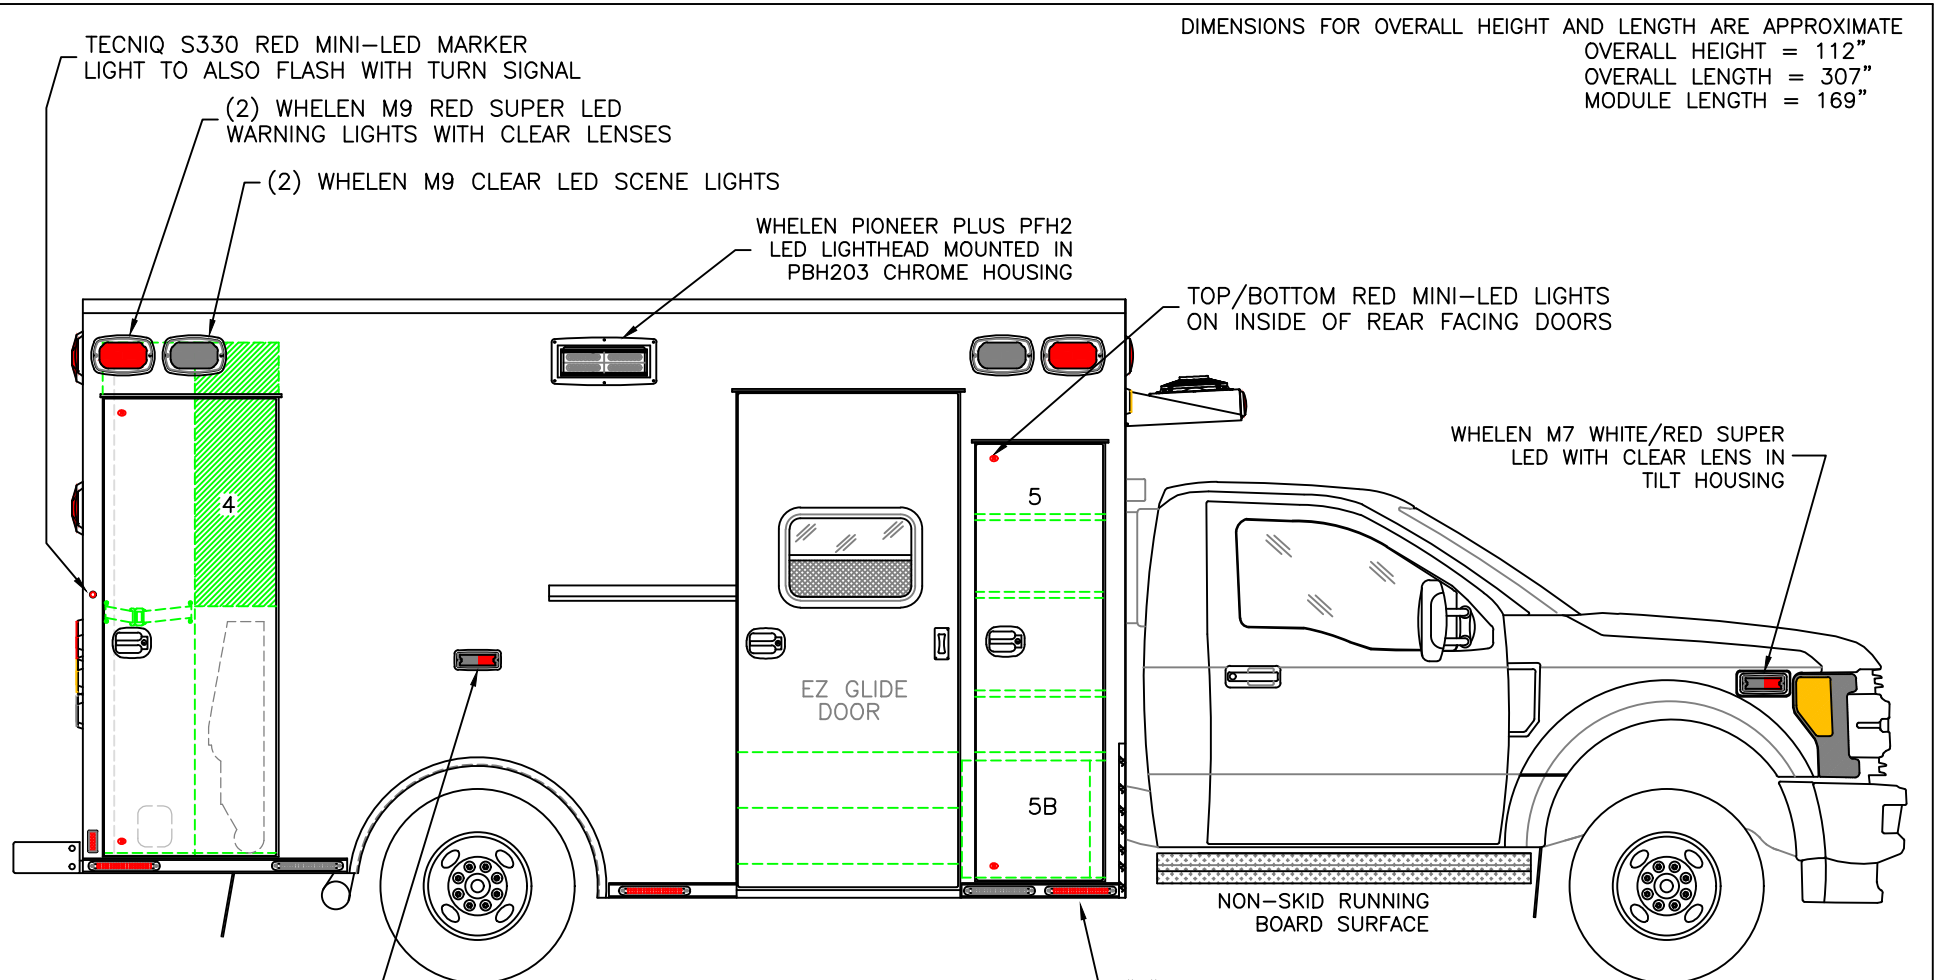 DIMENSIONS FOR OVERALL HEIGHT AND LENGTH ARE APPROXIMATE
OVERALL HEIGHT = 112"
OVERALL LENGTH = 307"
MODULE LENGTH = 169"
TECNIQ S330 RED MINI-LED MARKER
LIGHT TO ALSO FLASH WITH TURN SIGNAL
(2) WHELEN M9 RED SUPER LED
WARNING LIGHTS WITH CLEAR LENSES
(2) WHELEN M9 CLEAR LED SCENE LIGHTS
WHELEN PIONEER PLUS PFH2
LED LIGHTHEAD MOUNTED IN
PBH203 CHROME HOUSING
TOP/BOTTOM RED MINI-LED LIGHTS
ON INSIDE OF REAR FACING DOORS
WHELEN M7 WHITE/RED SUPER
LED WITH CLEAR LENS IN
TILT HOUSING
4
5
EZ GLIDE
DOOR
5B
NON-SKID RUNNING
BOARD SURFACE